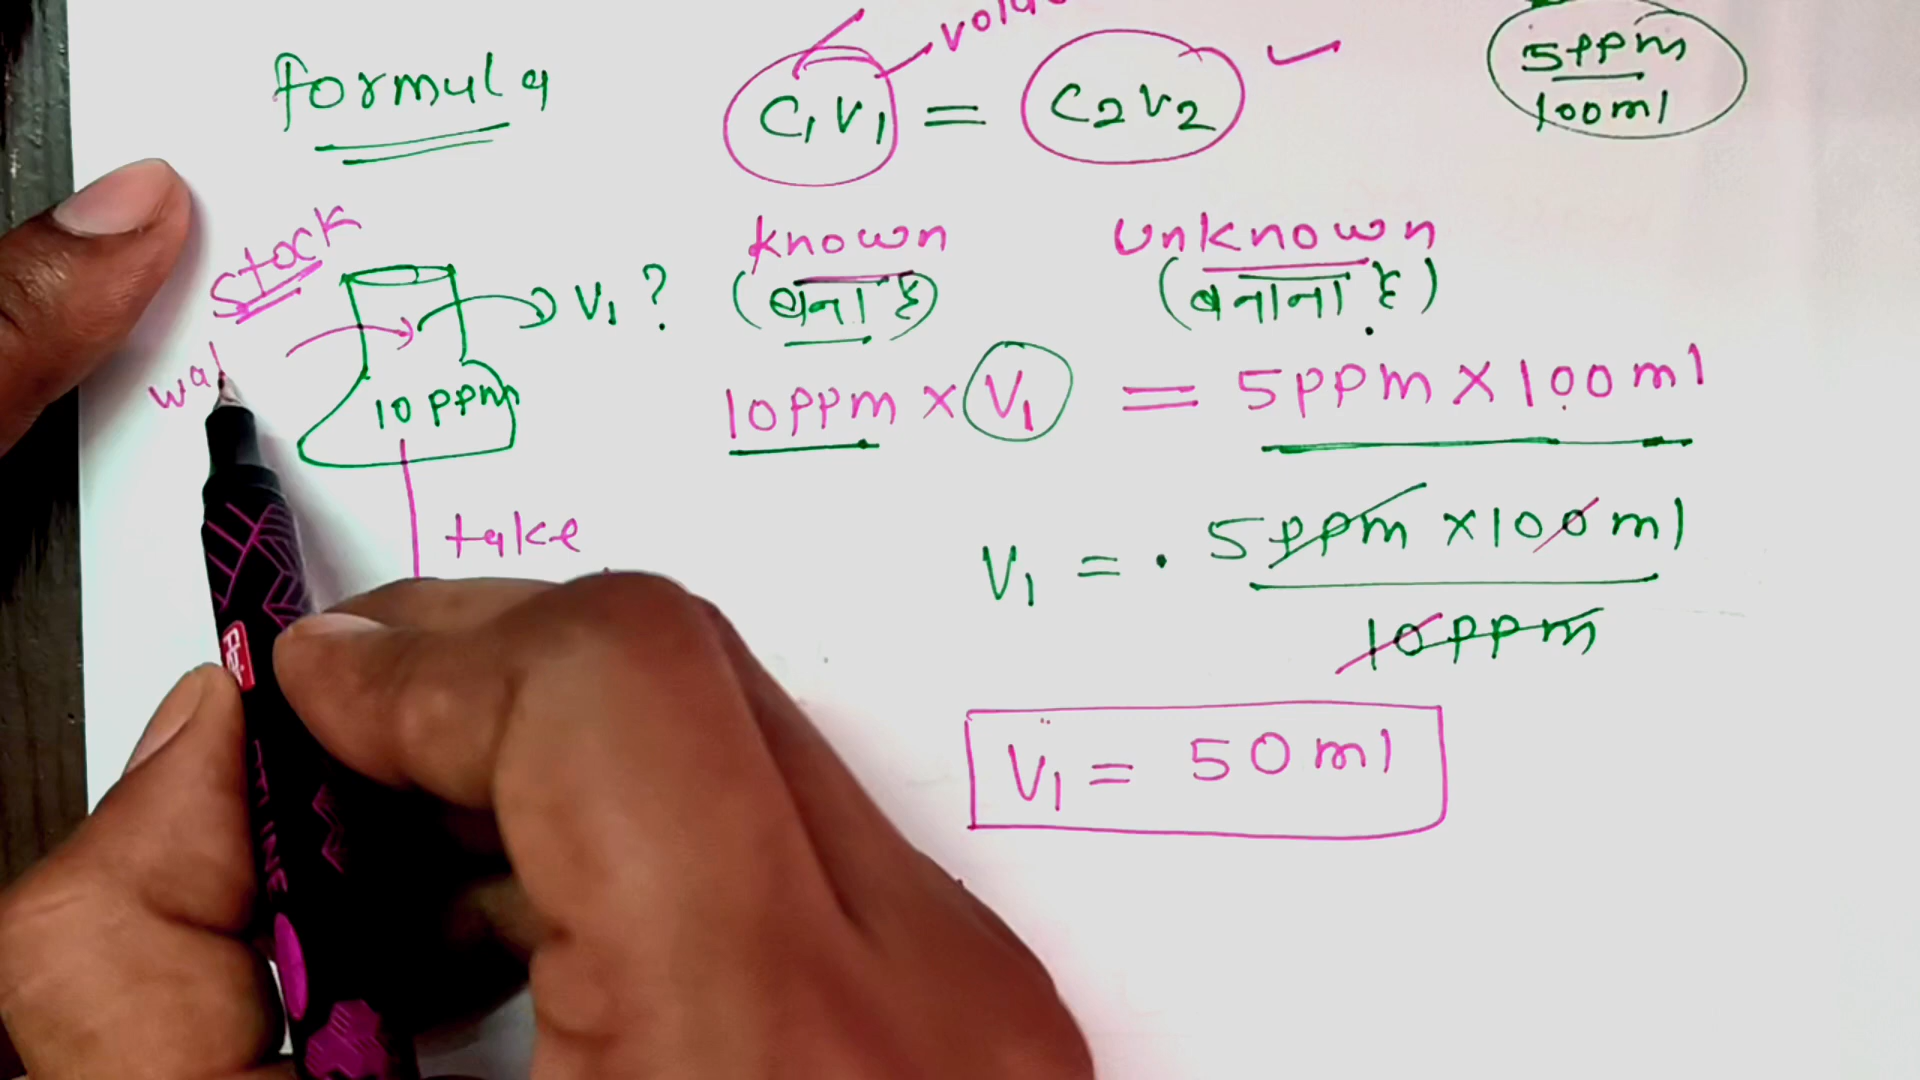 formula
C₁V₁ = C₂V₂
5ppm
100ml
stock
known
unknown
(बना है)
(बनाना है)
V₁ ?
10 ppm
10ppm × V₁ = 5ppm × 100ml
take
V₁ = 5ppm × 100ml
10ppm
V₁ = 50ml